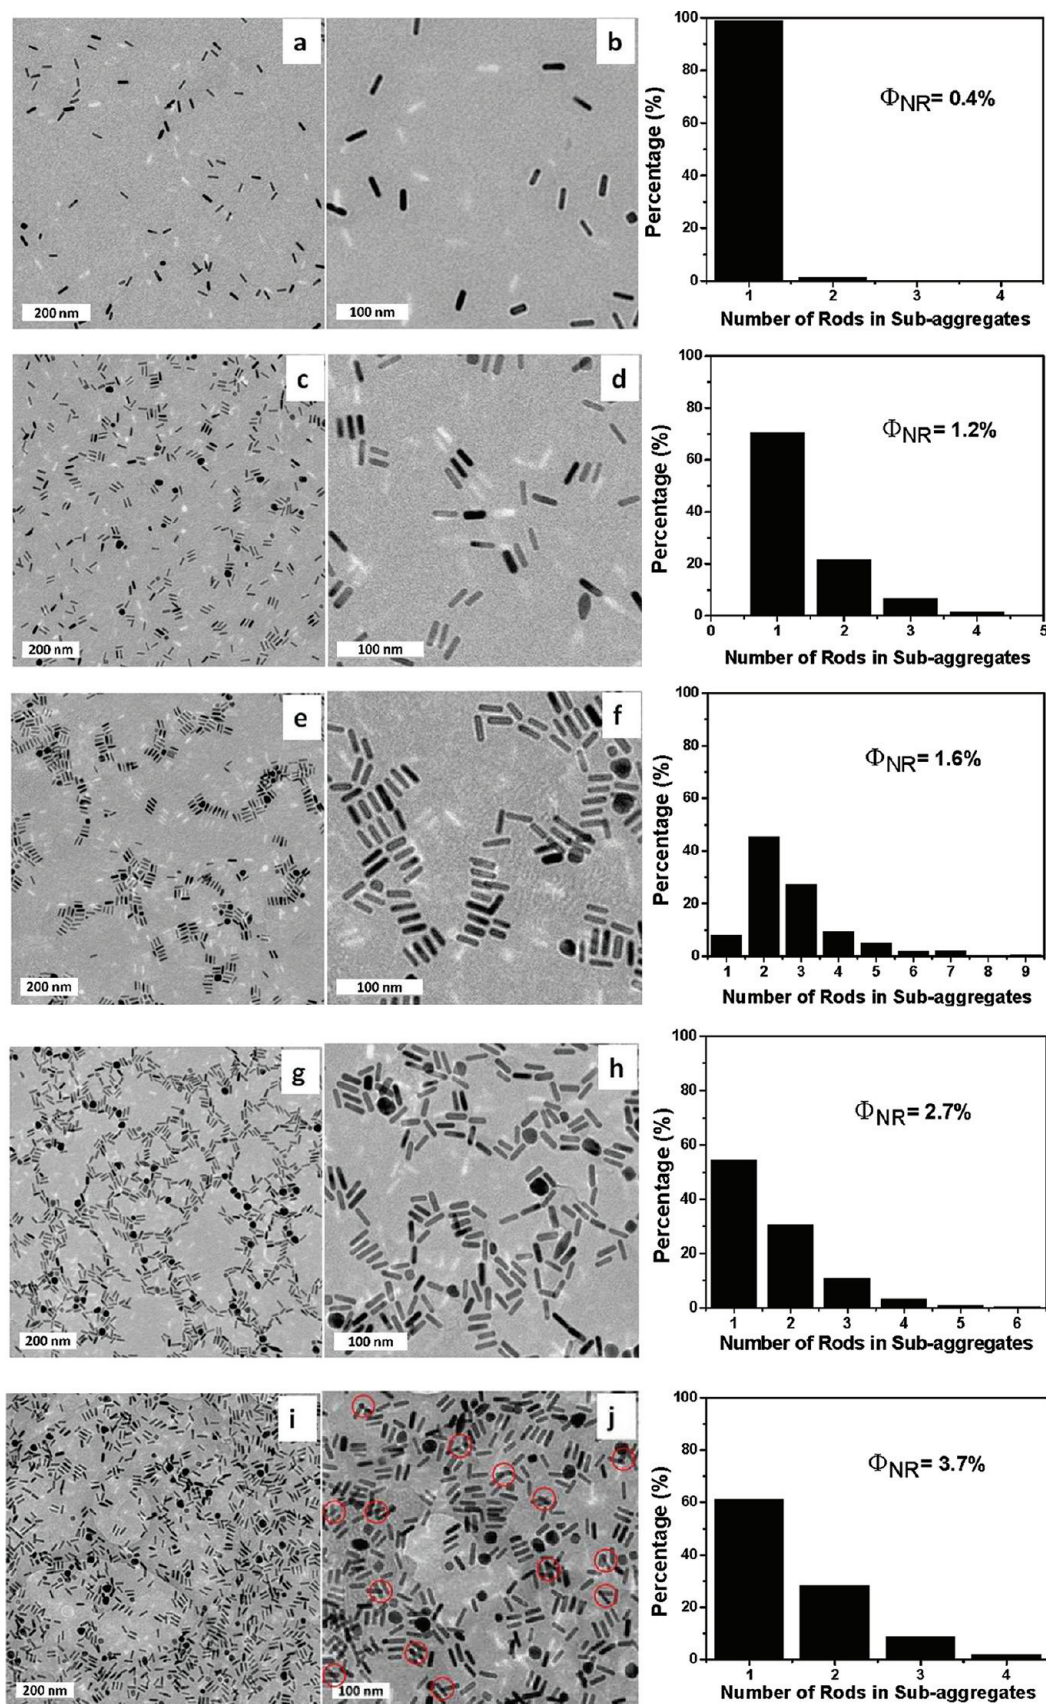 a
b
200 nm
100 nm
100
80
60
40
20
0
Percentage (%)
Φ_NR= 0.4%
1 2 3 4
Number of Rods in Sub-aggregates
c
d
200 nm
100 nm
100
80
60
40
20
0
Percentage (%)
Φ_NR= 1.2%
0 1 2 3 4 5
Number of Rods in Sub-aggregates
e
f
200 nm
100 nm
100
80
60
40
20
0
Percentage (%)
Φ_NR= 1.6%
1 2 3 4 5 6 7 8 9
Number of Rods in Sub-aggregates
g
h
200 nm
100 nm
100
80
60
40
20
0
Percentage (%)
Φ_NR= 2.7%
1 2 3 4 5 6
Number of Rods in Sub-aggregates
i
j
200 nm
100 nm
100
80
60
40
20
0
Percentage (%)
Φ_NR= 3.7%
1 2 3 4
Number of Rods in Sub-aggregates